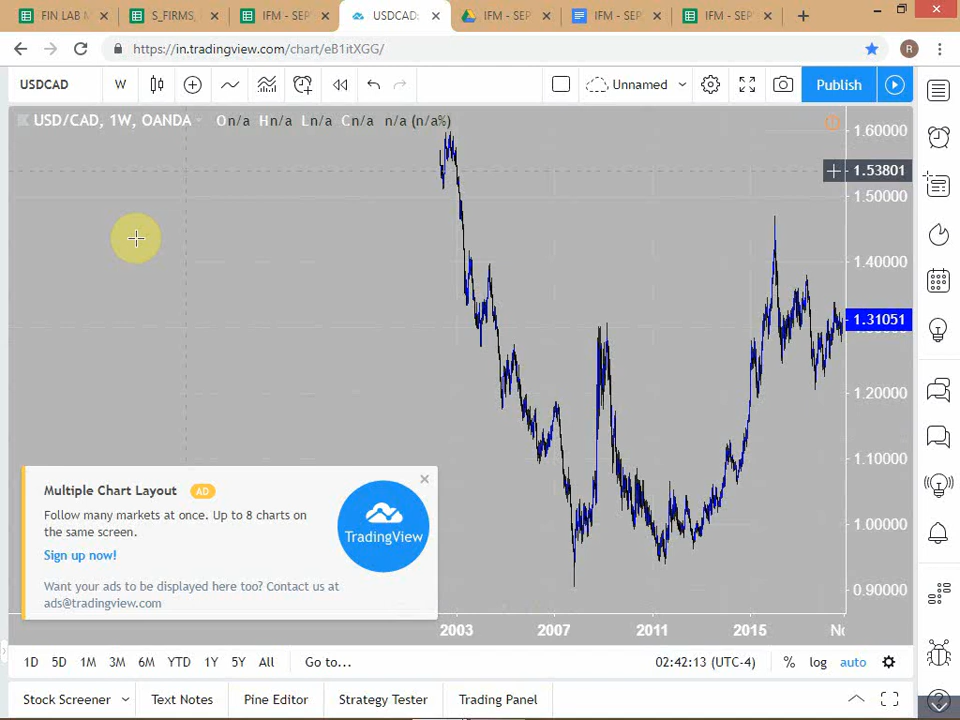 FIN LAB M
S_FIRMS,
IFM - SEP
USDCAD:
IFM - SEP
IFM - SEP
IFM - SEP
https://in.tradingview.com/chart/eB1itXGG/
R
USDCAD
W
Unnamed
Publish
USD/CAD, 1W, OANDA
On/a Hn/a Ln/a Cn/a n/a (n/a%)
1.60000
1.53801
1.50000
1.40000
1.31051
1.20000
1.10000
1.00000
0.90000
Multiple Chart Layout AD
Follow many markets at once. Up to 8 charts on
the same screen.
Sign up now!
Want your ads to be displayed here too? Contact us at
ads@tradingview.com
TradingView
2003 2007 2011 2015
1D 5D 1M 3M 6M YTD 1Y 5Y All Go to...
02:42:13 (UTC-4) % log auto
Stock Screener Text Notes Pine Editor Strategy Tester Trading Panel